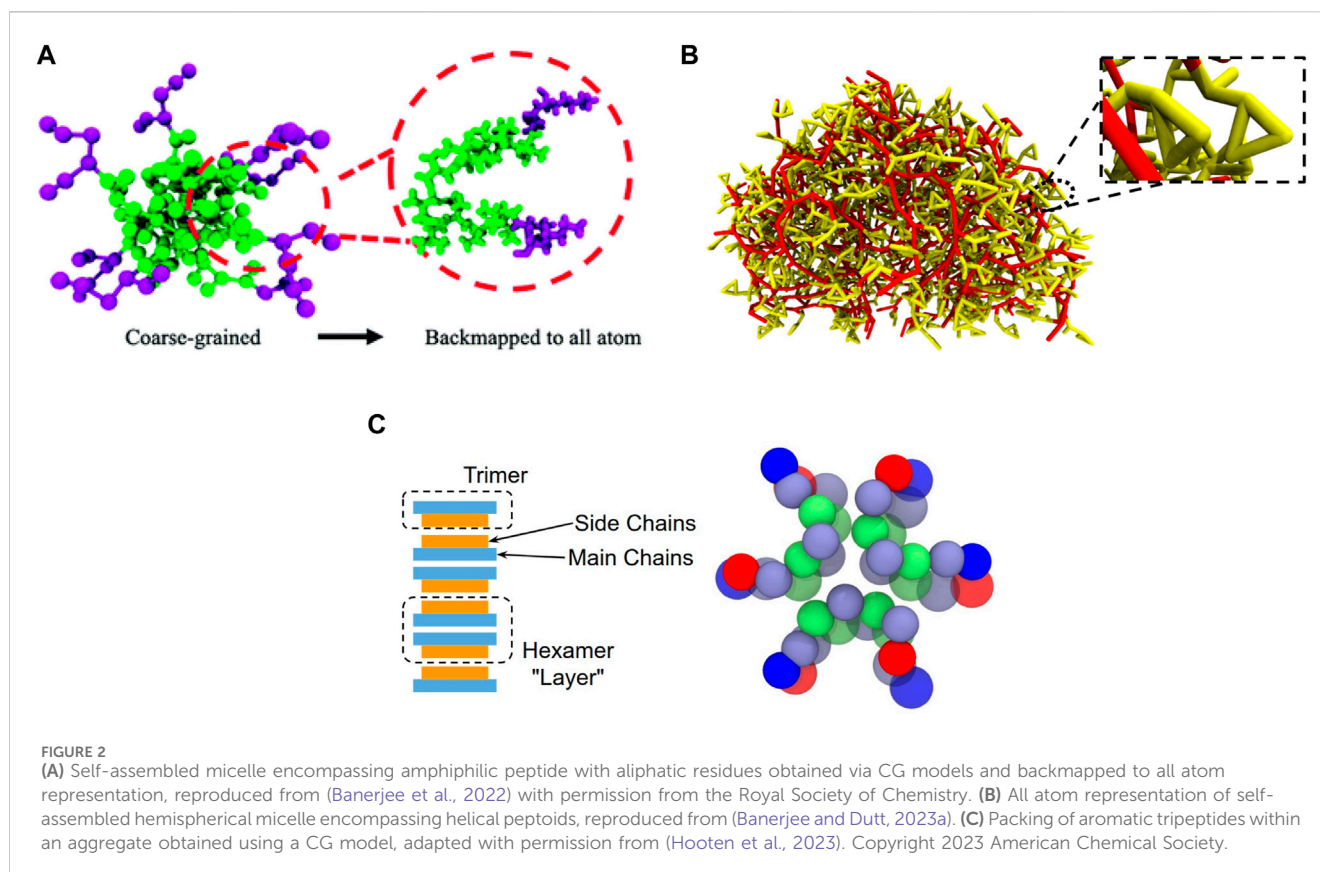 A
B
Coarse-grained
Backmapped to all atom
C
Trimer
Side Chains
Main Chains
Hexamer
"Layer"
FIGURE 2
(A) Self-assembled micelle encompassing amphiphilic peptide with aliphatic residues obtained via CG models and backmapped to all atom
representation, reproduced from (Banerjee et al., 2022) with permission from the Royal Society of Chemistry. (B) All atom representation of self-
assembled hemispherical micelle encompassing helical peptoids, reproduced from (Banerjee and Dutt, 2023a). (C) Packing of aromatic tripeptides within
an aggregate obtained using a CG model, adapted with permission from (Hooten et al., 2023). Copyright 2023 American Chemical Society.